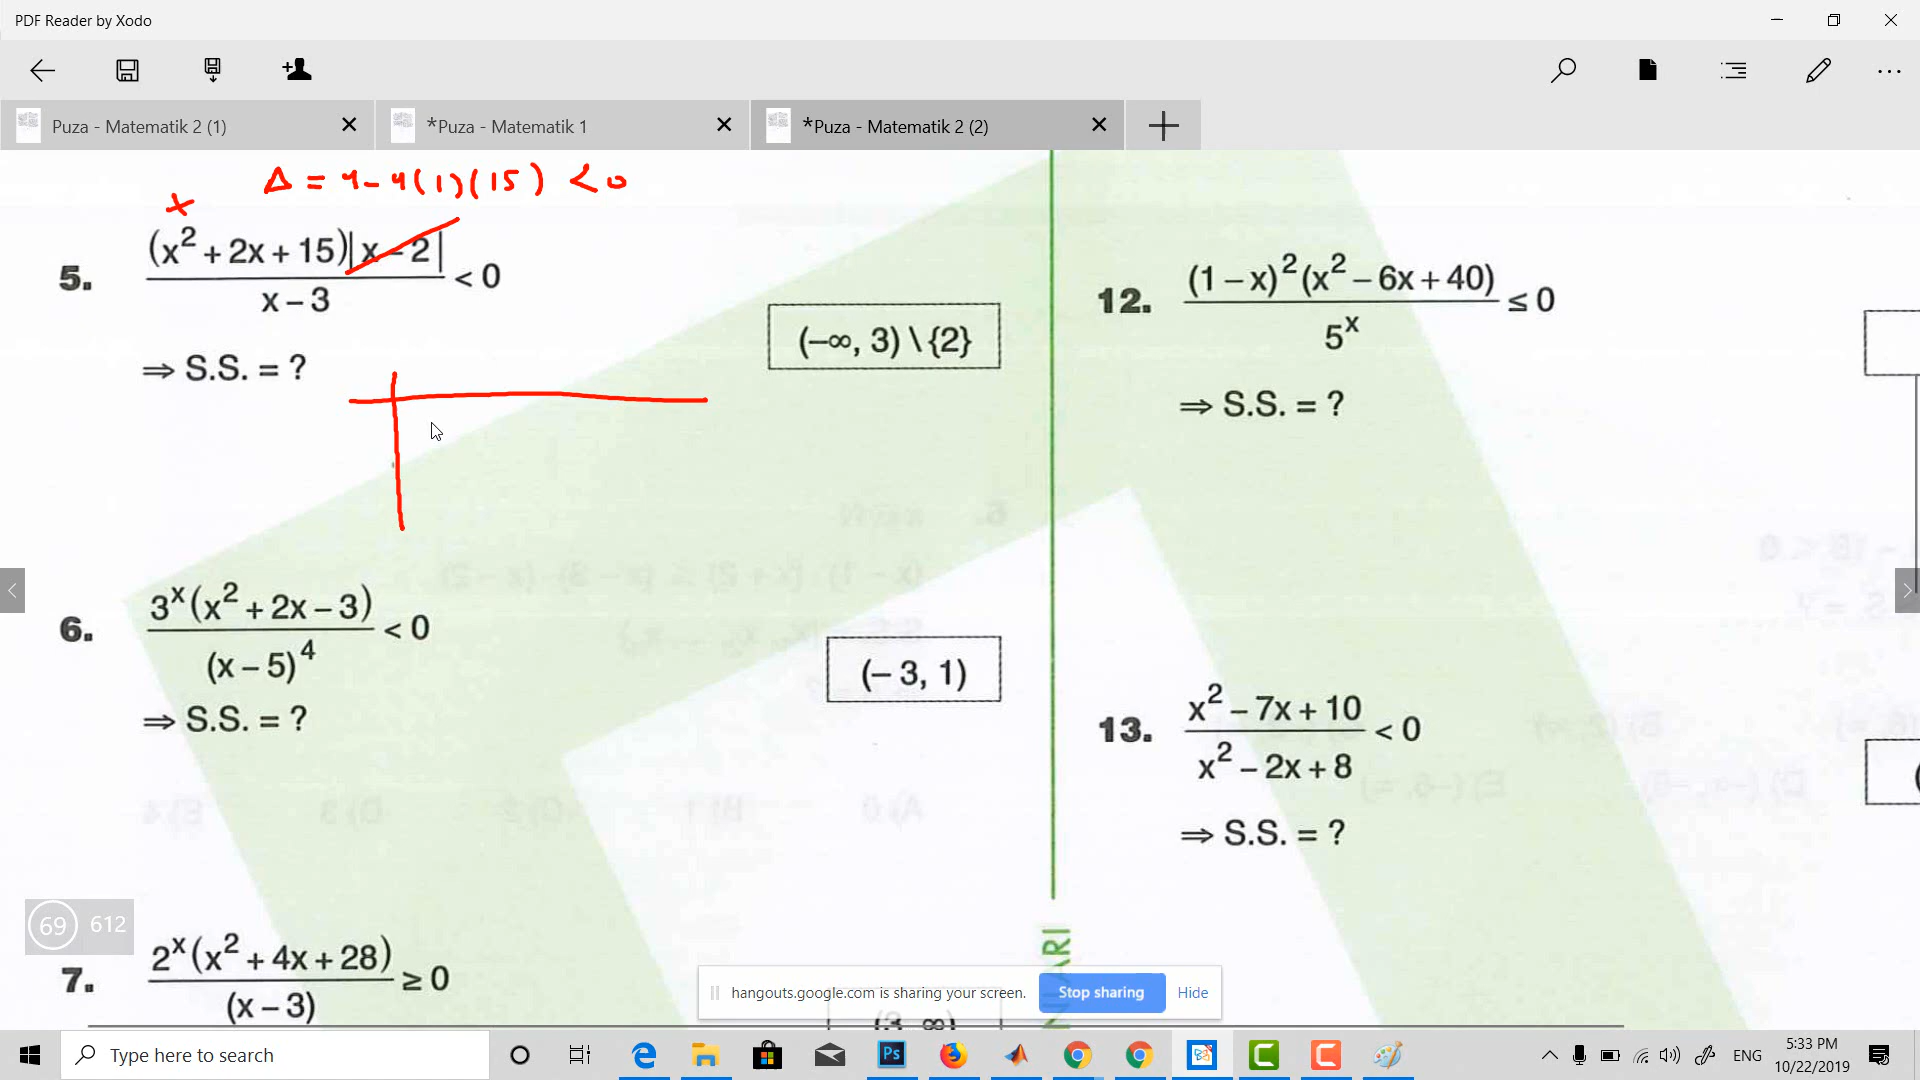 PDF Reader by Xodo
Puza - Matematik 2 (1)
*Puza - Matematik 1
*Puza - Matematik 2 (2)
Δ = 4 - 4(1)(15) < 0
5. (x² + 2x + 15)|x - 2| / x - 3 < 0
⇒ S.S. = ?
(-∞, 3) \ {2}
6. 3ˣ(x² + 2x - 3) / (x - 5)⁴ < 0
⇒ S.S. = ?
(- 3, 1)
7. 2ˣ(x² + 4x + 28) / (x - 3) ≥ 0
(3, ∞)
12. (1 - x)²(x² - 6x + 40) / 5ˣ ≤ 0
⇒ S.S. = ?
13. x² - 7x + 10 / x² - 2x + 8 < 0
⇒ S.S. = ?
69 612
hangouts.google.com is sharing your screen.
Stop sharing
Hide
Type here to search
Ps
ENG
5:33 PM
10/22/2019